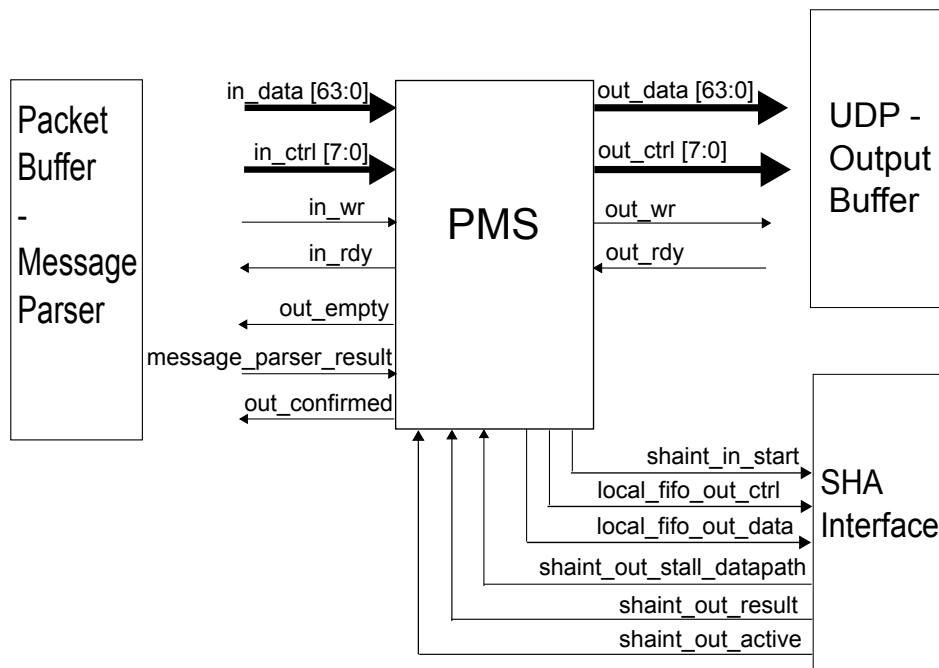 Packet
Buffer
-
Message
Parser
in_data [63:0]
in_ctrl [7:0]
in_wr
in_rdy
out_empty
message_parser_result
out_confirmed
PMS
out_data [63:0]
out_ctrl [7:0]
out_wr
out_rdy
UDP -
Output
Buffer
shaint_in_start
local_fifo_out_ctrl
local_fifo_out_data
shaint_out_stall_datapath
shaint_out_result
shaint_out_active
SHA
Interface